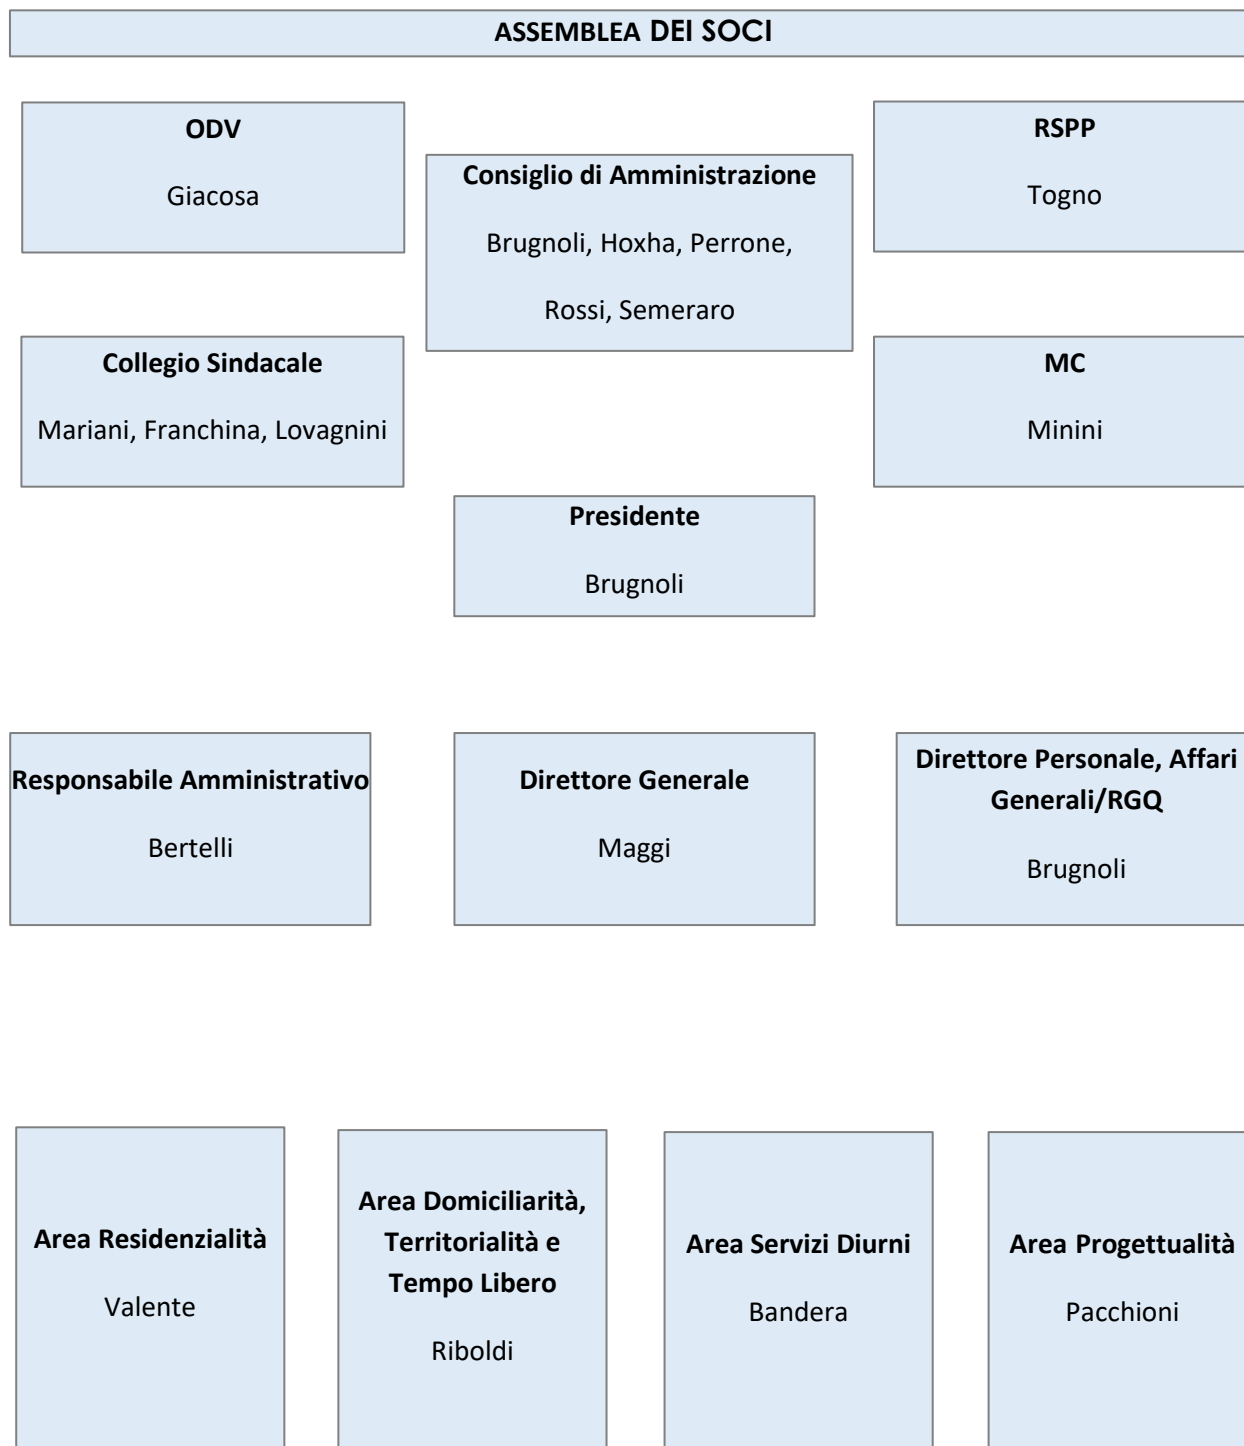 ASSEMBLEA DEI SOCI
ODV
Giacosa
Consiglio di Amministrazione
Brugnoli, Hoxha, Perrone,
Rossi, Semeraro
RSPP
Togno
Collegio Sindacale
Mariani, Franchina, Lovagnini
MC
Minini
Presidente
Brugnoli
Responsabile Amministrativo
Bertelli
Direttore Generale
Maggi
Direttore Personale, Affari
Generali/RGQ
Brugnoli
Area Residenzialità
Valente
Area Domiciliarità,
Territorialità e
Tempo Libero
Riboldi
Area Servizi Diurni
Bandera
Area Progettualità
Pacchioni